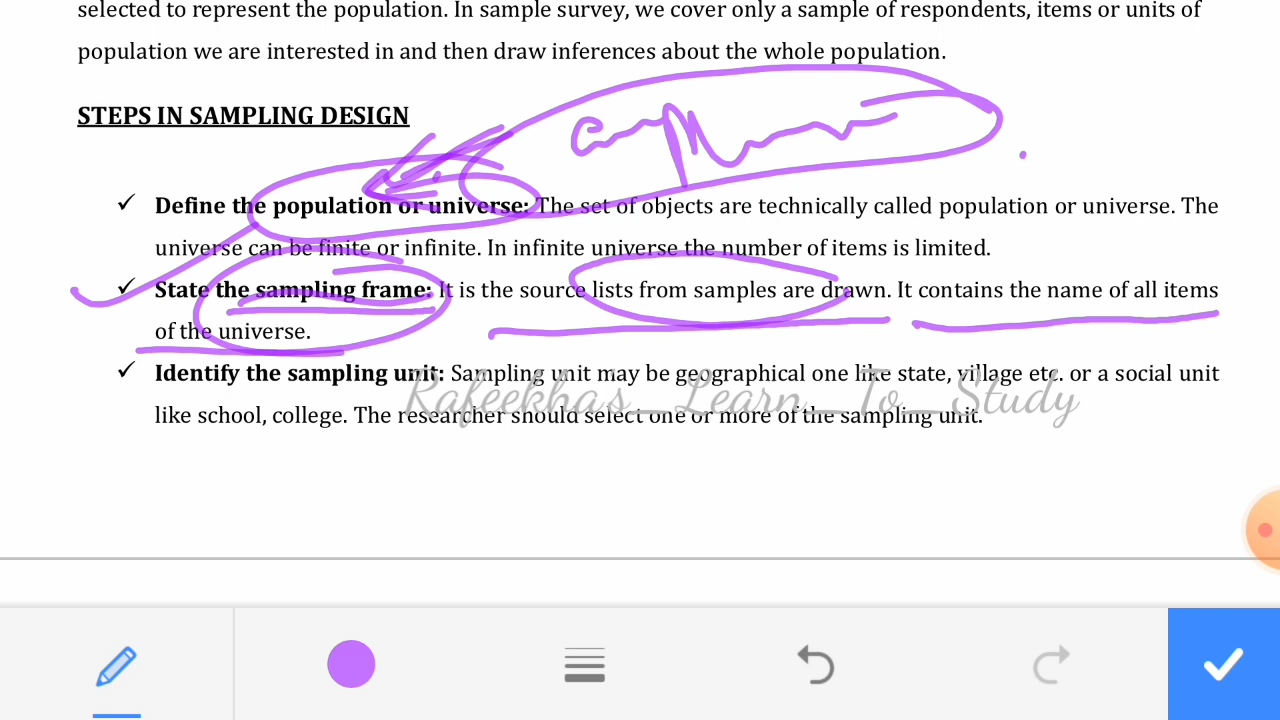 selected to represent the population. In sample survey, we cover only a sample of respondents, items or units of
population we are interested in and then draw inferences about the whole population.
STEPS IN SAMPLING DESIGN
✓ Define the population or universe: The set of objects are technically called population or universe. The
universe can be finite or infinite. In infinite universe the number of items is limited.
✓ State the sampling frame: It is the source lists from samples are drawn. It contains the name of all items
of the universe.
✓ Identify the sampling unit: Sampling unit may be geographical one like state, village etc. or a social unit
like school, college. The researcher should select one or more of the sampling unit.
Rafeekha's_Learn_To_Study